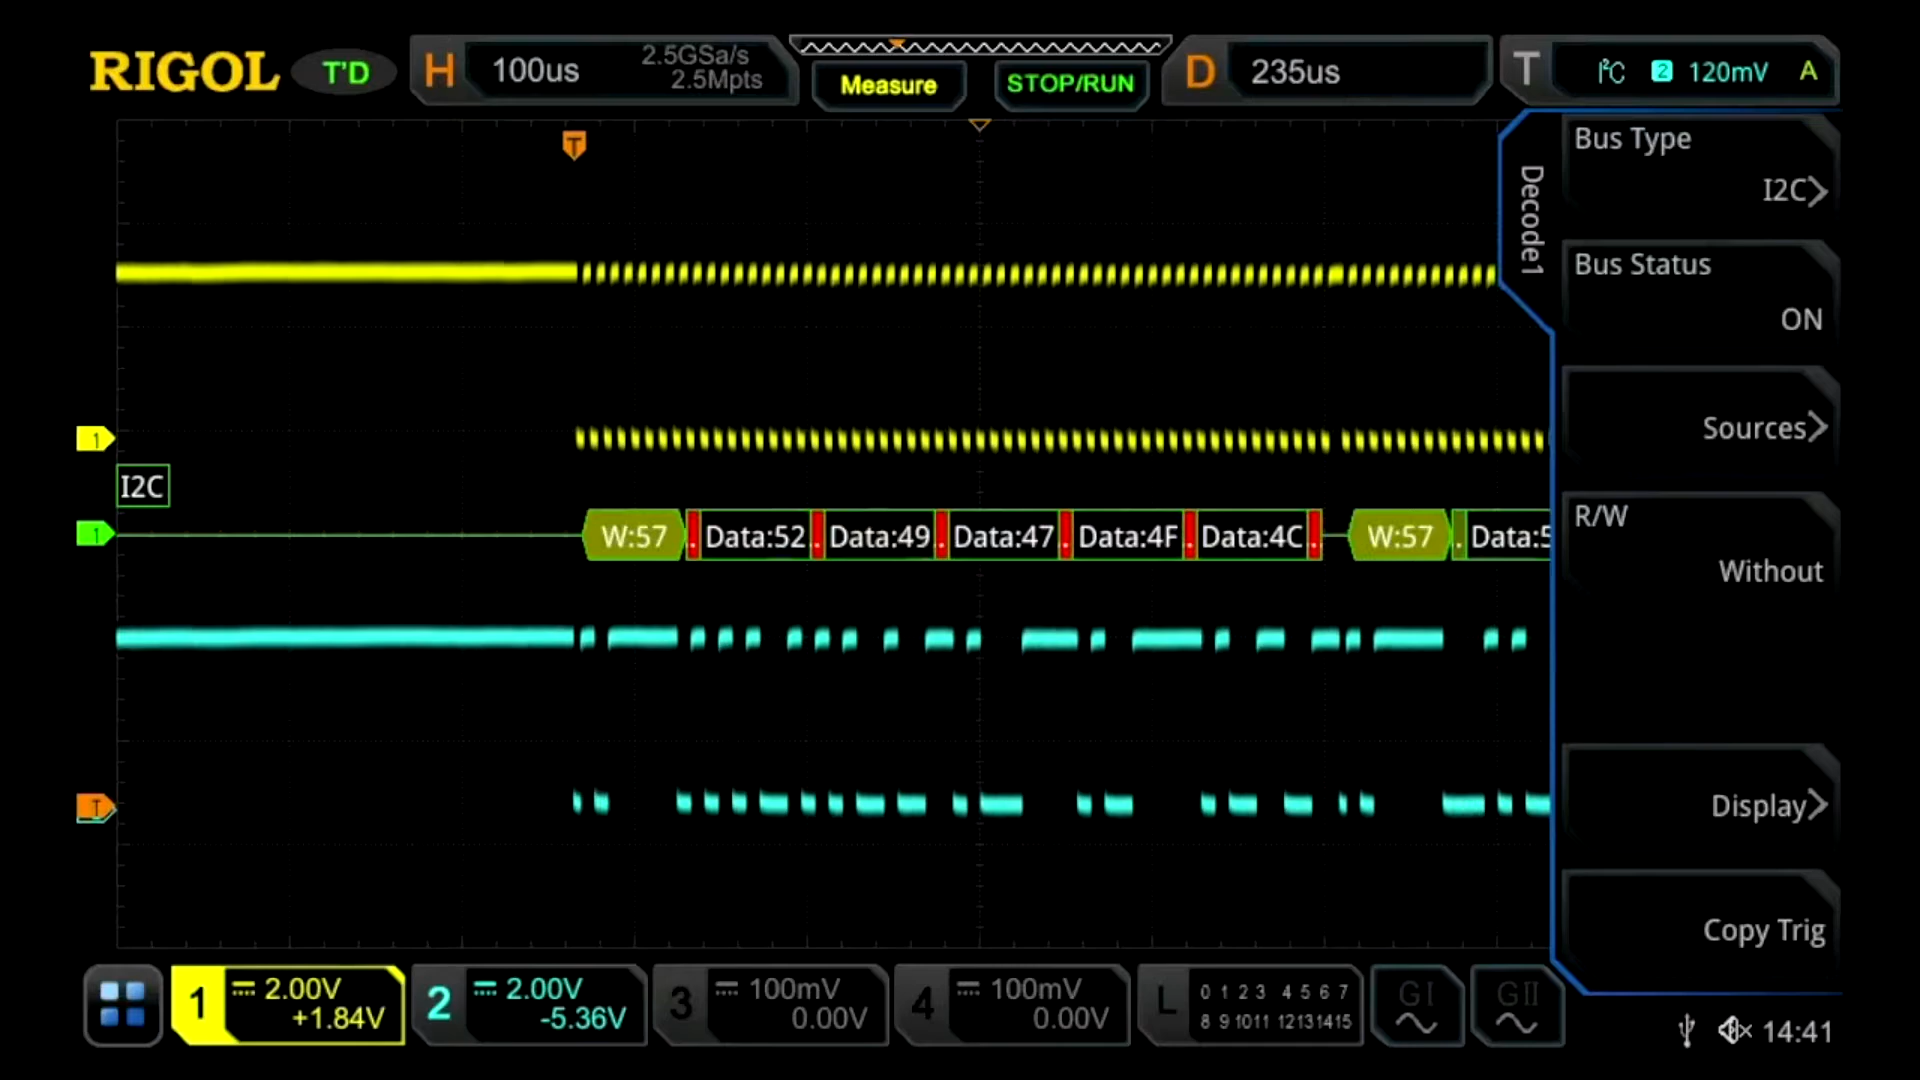 RIGOL
T'D
H 100us 2.5GSa/s
2.5Mpts
Measure
STOP/RUN
D 235us
T I²C 2 120mV A
T
Decode1
Bus Type
I2C
Bus Status
ON
Sources
R/W
Without
Display
Copy Trig
1
I2C
1
W:57 . Data:52 . Data:49 . Data:47 . Data:4F . Data:4C . W:57 . Data:5
T
1 2.00V
+1.84V
2 2.00V
-5.36V
3 100mV
0.00V
4 100mV
0.00V
L 0 1 2 3 4 5 6 7
8 9 10 11 12 13 14 15
GI
GII
14:41